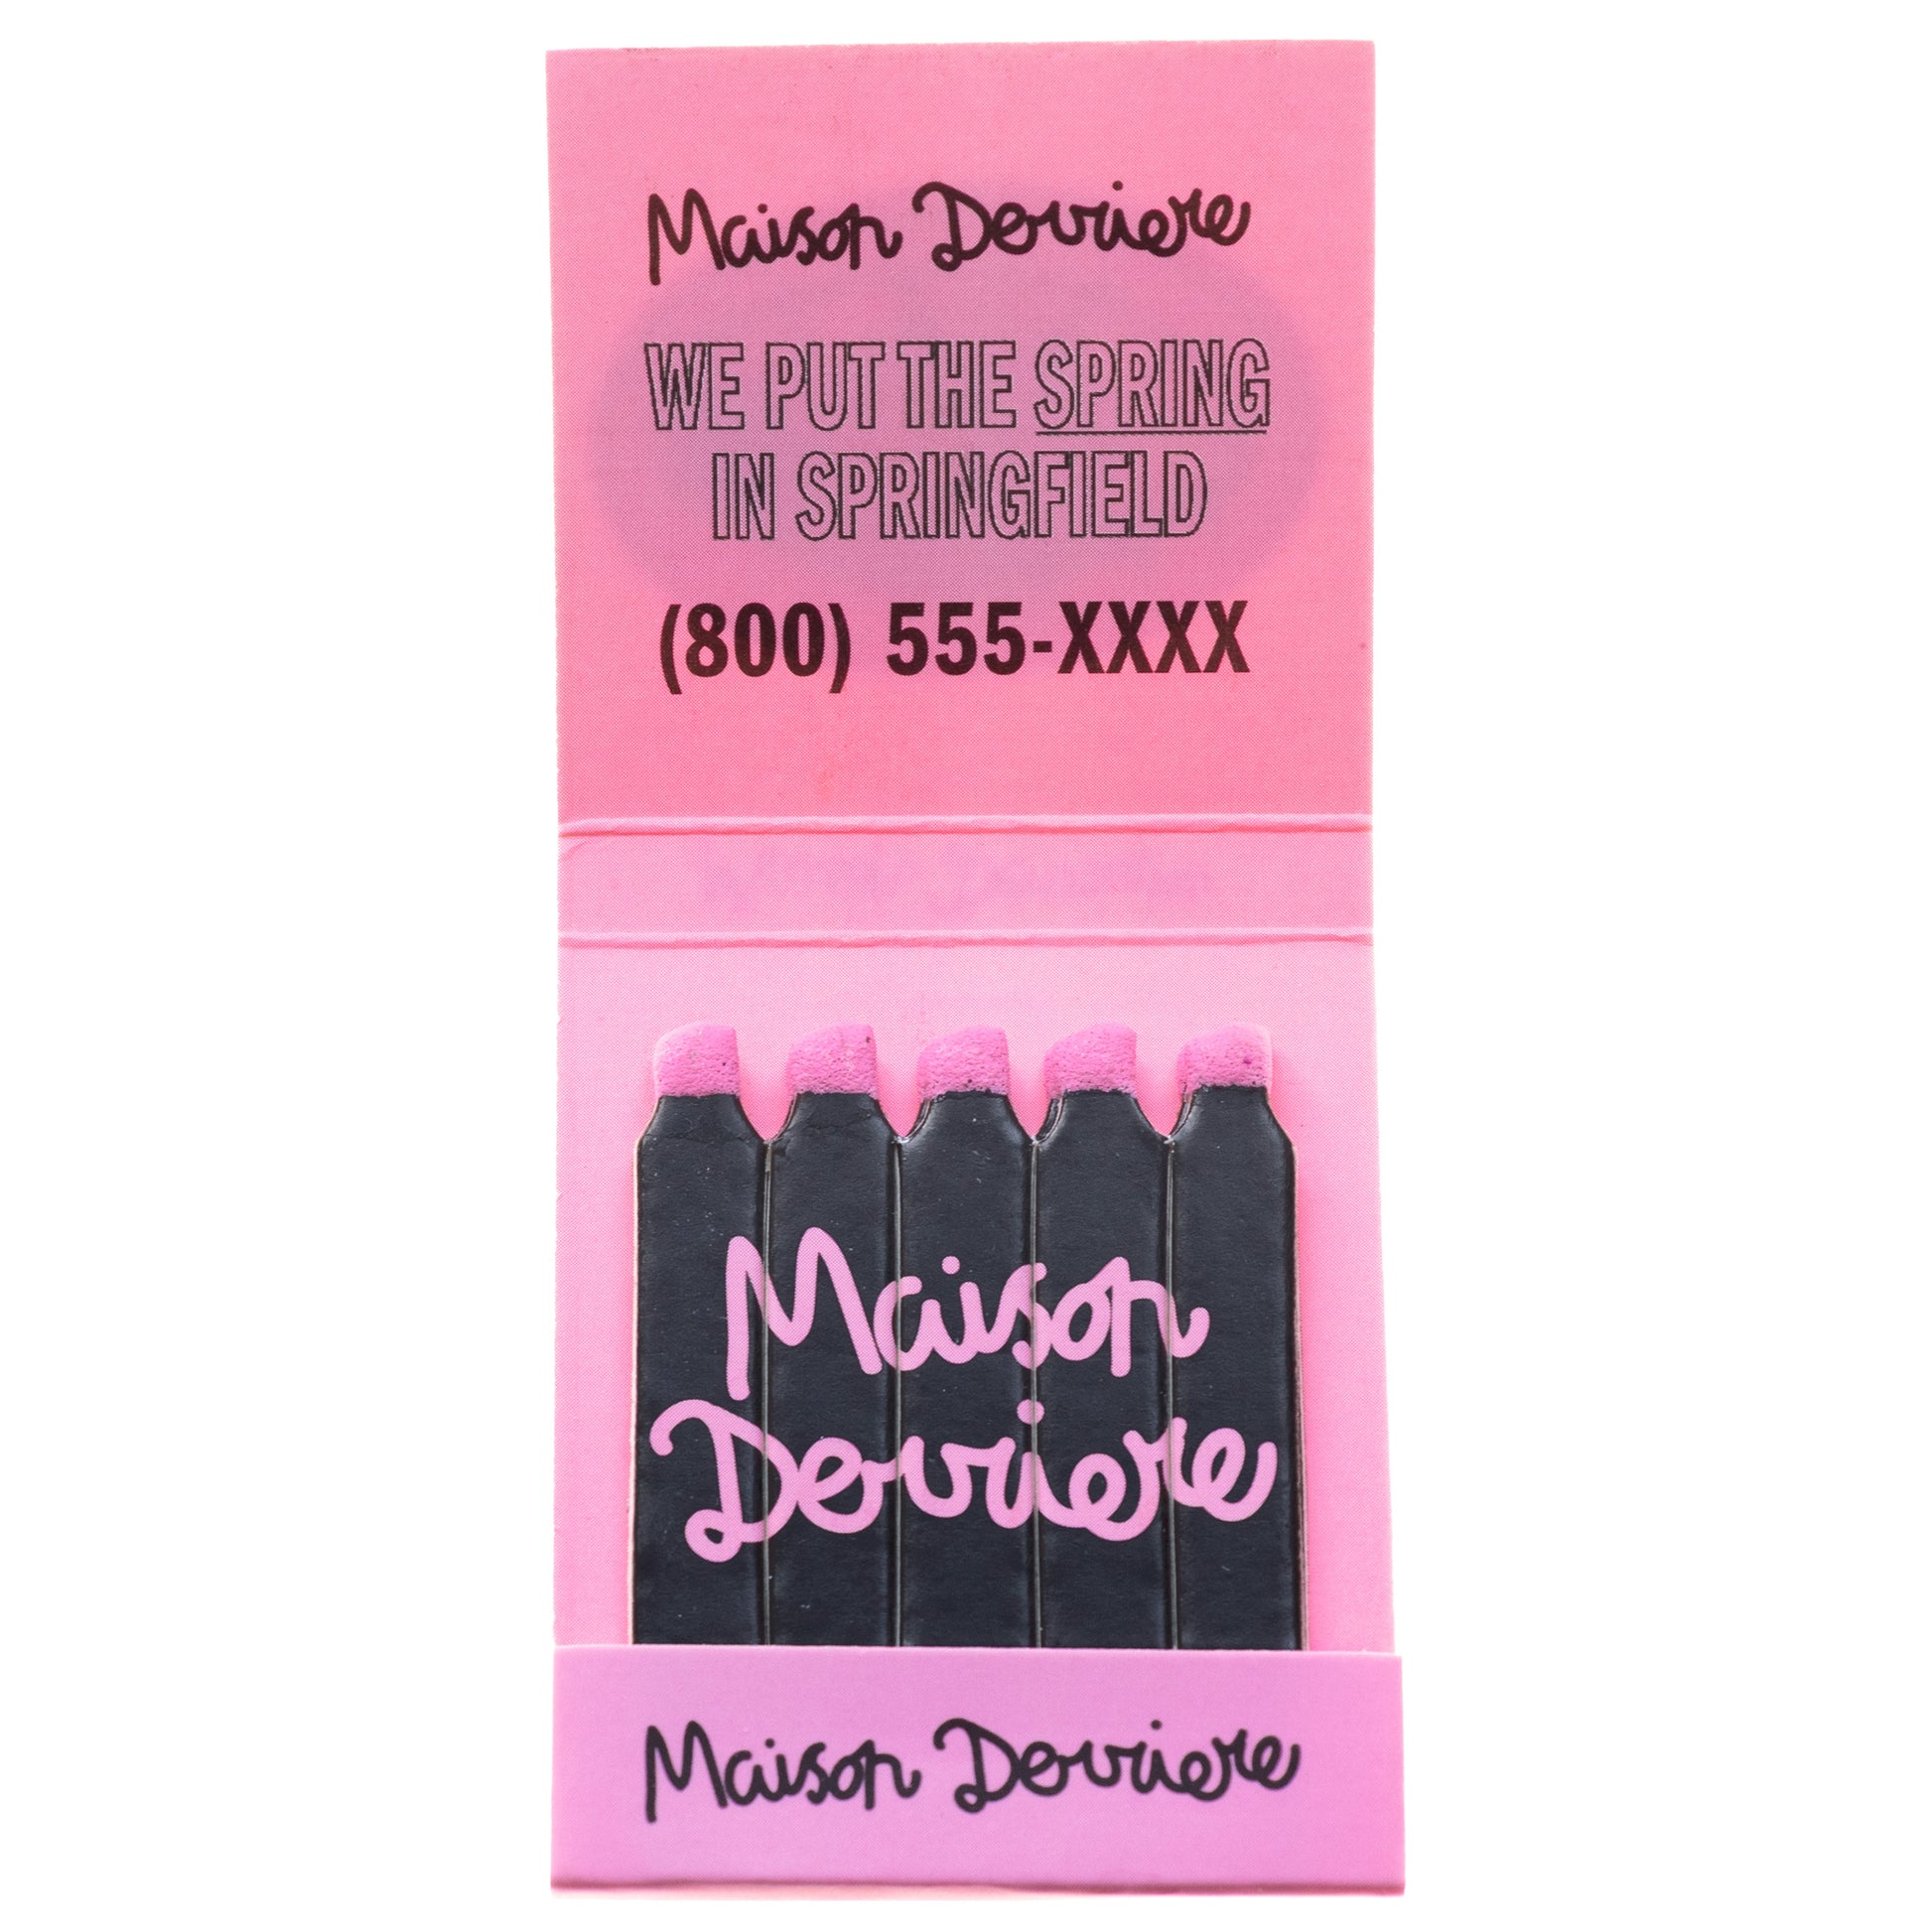 Maison Derriere
WE PUT THE SPRING
IN SPRINGFIELD
(800) 555-XXXX
Maison
Derriere
Maison Derriere